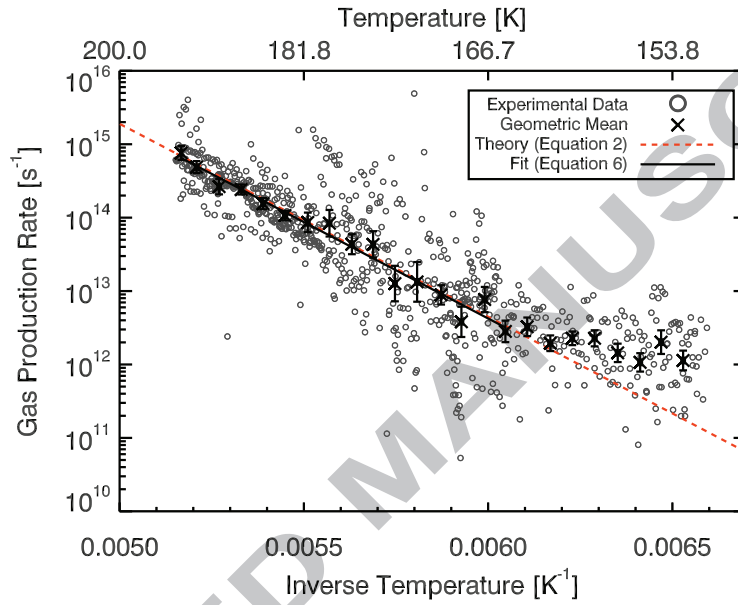 Temperature [K]
200.0 181.8 166.7 153.8
10^16
10^15
10^14
10^13
10^12
10^11
10^10
Gas Production Rate [s^-1]
Experimental Data
Geometric Mean
Theory (Equation 2)
Fit (Equation 6)
0.0050 0.0055 0.0060 0.0065
Inverse Temperature [K^-1]
ED MANUSC